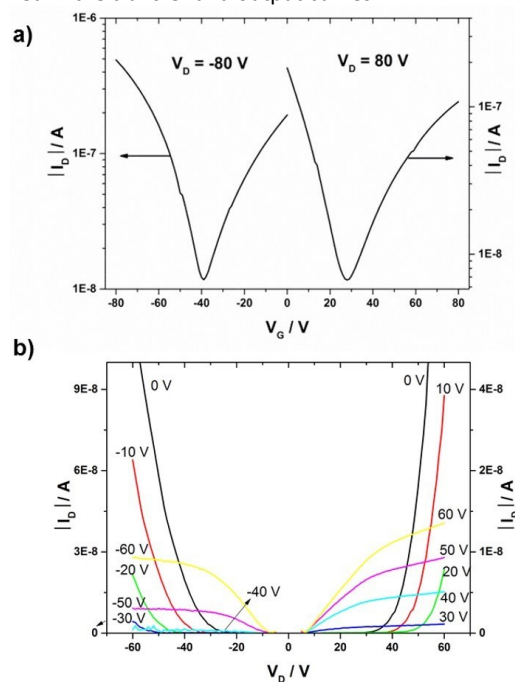 a)
1E-6
1E-7
1E-8
|I_D| / A
V_D = -80 V
V_D = 80 V
1E-7
1E-8
|I_D| / A
-80 -60 -40 -20 0 20 40 60 80
V_G / V
b)
9E-8
6E-8
3E-8
0
|I_D| / A
0 V
-10 V
-60 V
-20 V
-50 V
-30 V
-40 V
0 V
10 V
60 V
50 V
20 V
40 V
30 V
4E-8
2E-8
1E-8
0
|I_D| / A
-60 -40 -20 0 20 40 60
V_D / V